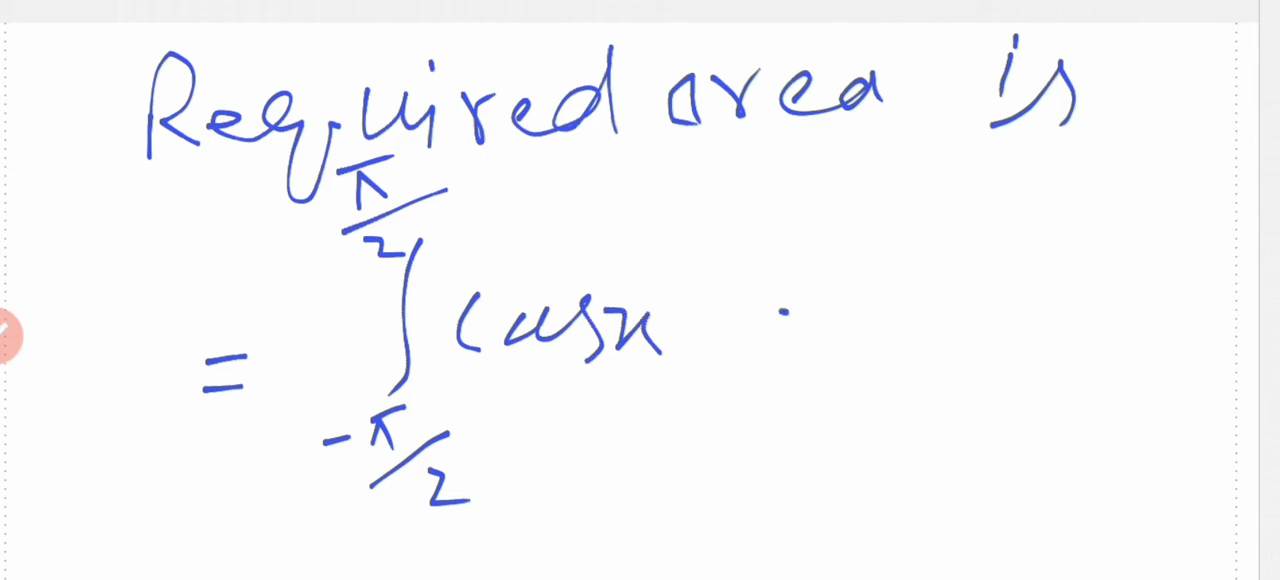 Required area is
= ∫_{-π/2}^{π/2} cosx